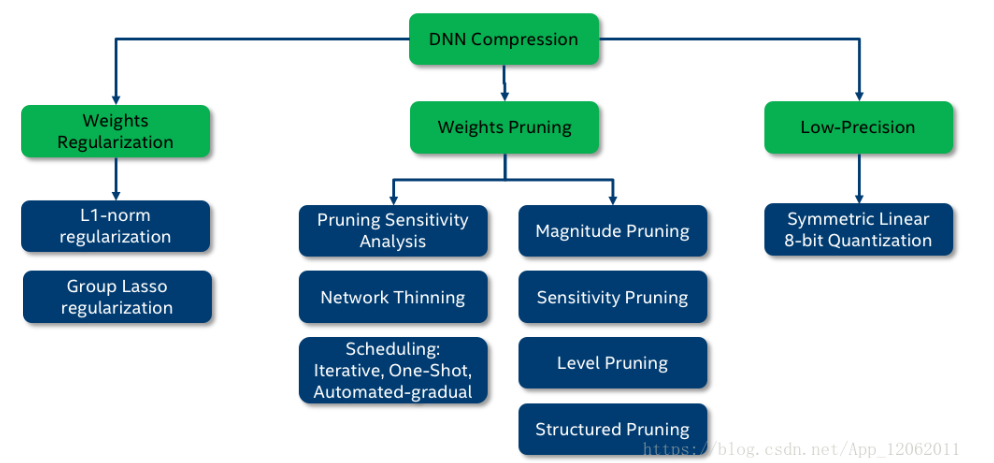 DNN Compression
Weights
Regularization
Weights Pruning
Low-Precision
L1-norm
regularization
Group Lasso
regularization
Pruning Sensitivity
Analysis
Network Thinning
Scheduling:
Iterative, One-Shot,
Automated-gradual
Magnitude Pruning
Sensitivity Pruning
Level Pruning
Structured Pruning
Symmetric Linear
8-bit Quantization
https://blog.csdn.net/App_12062011